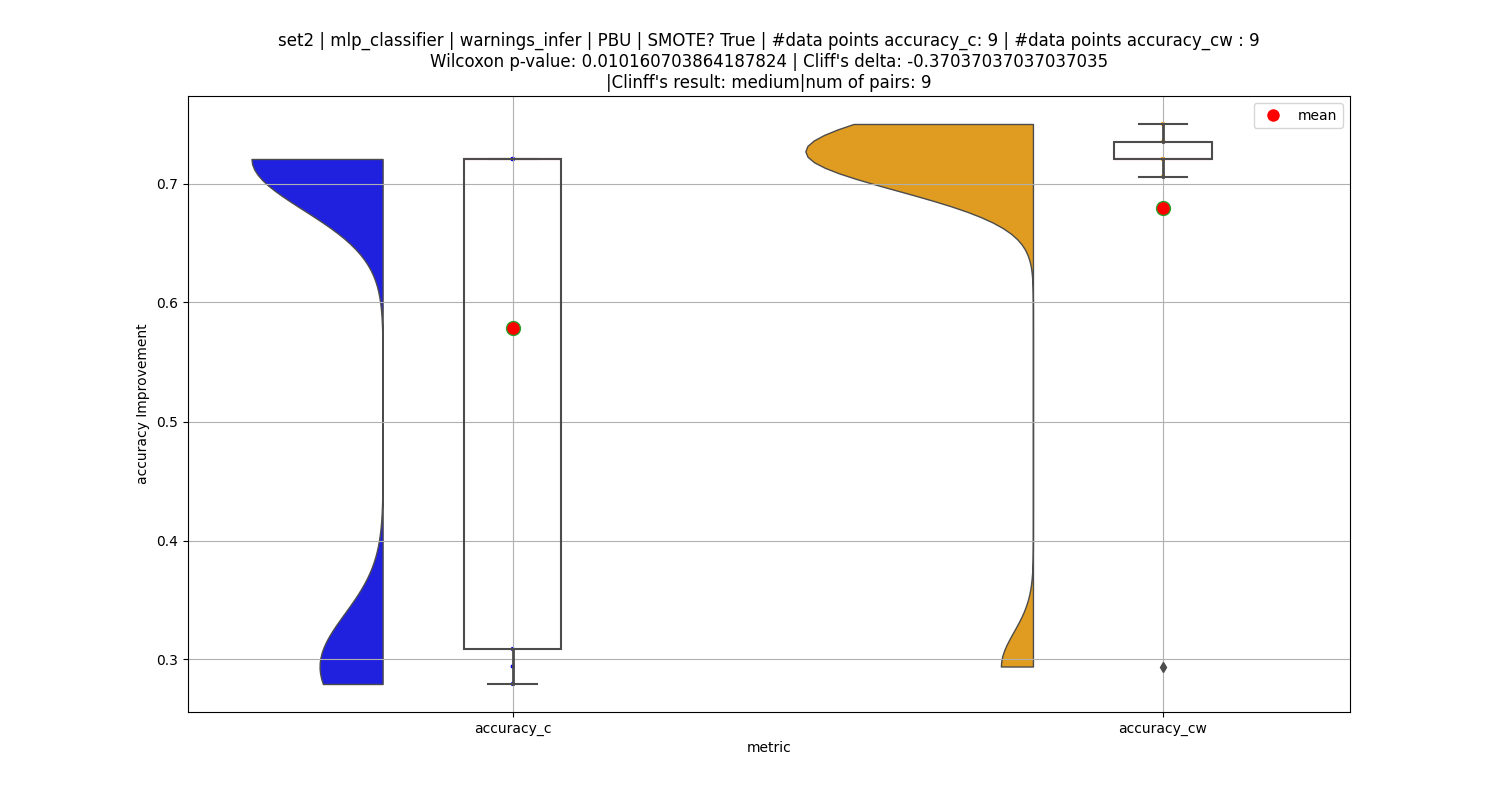 set2 | mlp_classifier | warnings_infer | PBU | SMOTE? True | #data points accuracy_c: 9 | #data points accuracy_cw : 9
Wilcoxon p-value: 0.010160703864187824 | Cliff's delta: -0.37037037037037035
|Clinff's result: medium|num of pairs: 9
mean
0.7
0.6
0.5
0.4
0.3
accuracy Improvement
accuracy_c
accuracy_cw
metric